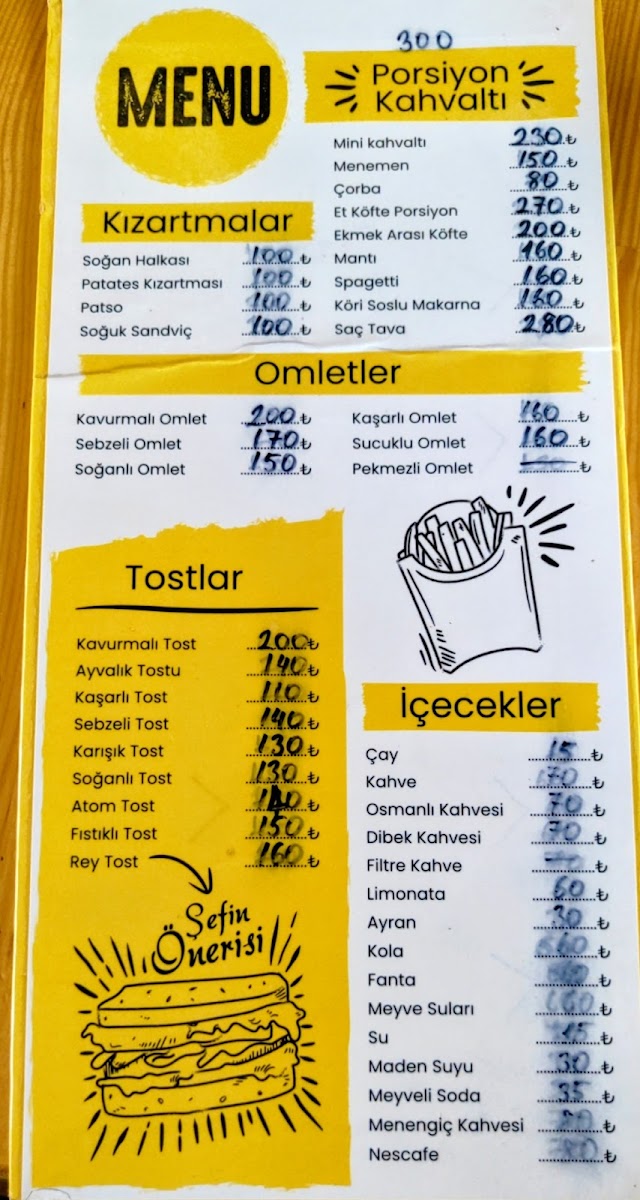 MENU
300
Porsiyon
Kahvaltı
Mini kahvaltı 230 ₺
Menemen 150 ₺
Çorba 80 ₺
Et Köfte Porsiyon 270 ₺
Ekmek Arası Köfte 200 ₺
Mantı 160 ₺
Spagetti 160 ₺
Köri Soslu Makarna ₺
Saç Tava 280 ₺
Kızartmalar
Soğan Halkası 100 ₺
Patates Kızartması 100 ₺
Patso 100 ₺
Soğuk Sandviç 100 ₺
Omletler
Kavurmalı Omlet 200 ₺
Sebzeli Omlet 170 ₺
Soğanlı Omlet 150 ₺
Kaşarlı Omlet 160 ₺
Sucuklu Omlet 160 ₺
Pekmezli Omlet ₺
Tostlar
Kavurmalı Tost 200 ₺
Ayvalık Tostu 140 ₺
Kaşarlı Tost 110 ₺
Sebzeli Tost 140 ₺
Karışık Tost 130 ₺
Soğanlı Tost 130 ₺
Atom Tost 140 ₺
Fıstıklı Tost 150 ₺
Rey Tost 160 ₺
Şefin
Önerisi
İçecekler
Çay 15 ₺
Kahve 70 ₺
Osmanlı Kahvesi 70 ₺
Dibek Kahvesi 70 ₺
Filtre Kahve ₺
Limonata 60 ₺
Ayran 30 ₺
Kola ₺
Fanta ₺
Meyve Suları ₺
Su 15 ₺
Maden Suyu 30 ₺
Meyveli Soda 35 ₺
Menengiç Kahvesi ₺
Nescafe ₺